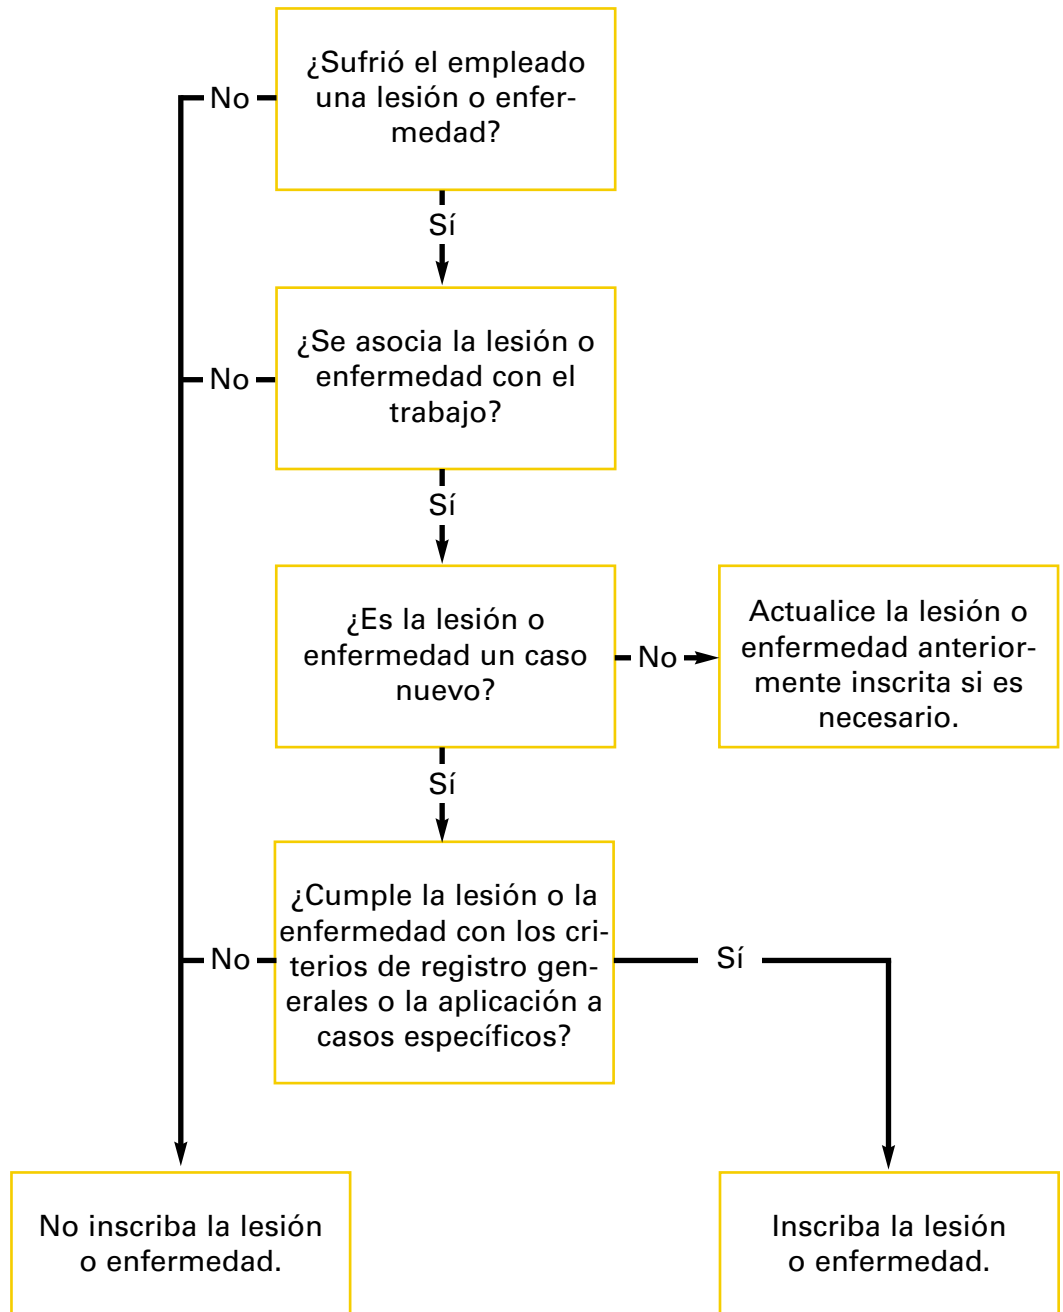 ¿Sufrió el empleado
una lesión o enfer-
medad?
No
Sí
¿Se asocia la lesión o
enfermedad con el
trabajo?
No
Sí
¿Es la lesión o
enfermedad un caso
nuevo?
No
Actualice la lesión o
enfermedad anterior-
mente inscrita si es
necesario.
Sí
¿Cumple la lesión o la
enfermedad con los cri-
terios de registro gen-
erales o la aplicación a
casos específicos?
No
Sí
No inscriba la lesión
o enfermedad.
Inscriba la lesión
o enfermedad.